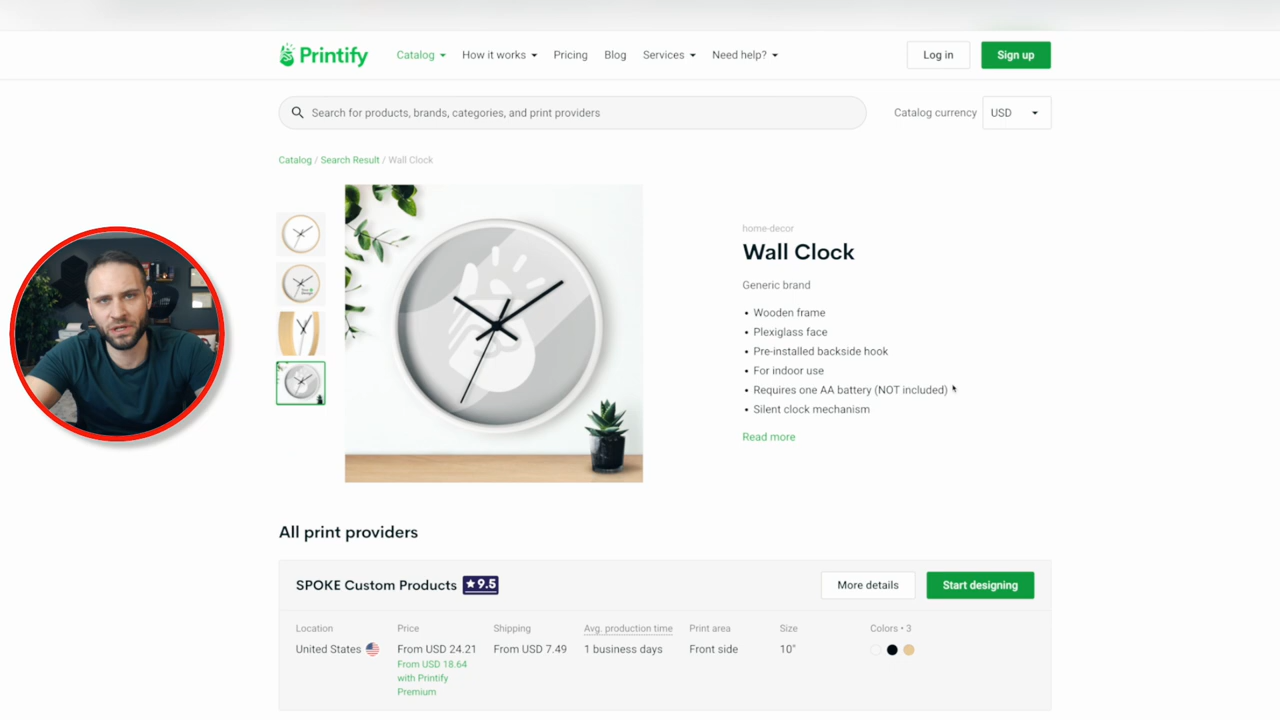 Printify
Catalog
How it works
Pricing
Blog
Services
Need help?
Log in
Sign up
Search for products, brands, categories, and print providers
Catalog currency
USD
Catalog / Search Result / Wall Clock
home-decor
Wall Clock
Generic brand
• Wooden frame
• Plexiglass face
• Pre-installed backside hook
• For indoor use
• Requires one AA battery (NOT included)
• Silent clock mechanism
Read more
All print providers
SPOKE Custom Products ★ 9.5
More details
Start designing
Location
United States
Price
From USD 24.21
From USD 18.64
with Printify
Premium
Shipping
From USD 7.49
Avg. production time
1 business days
Print area
Front side
Size
10"
Colors • 3